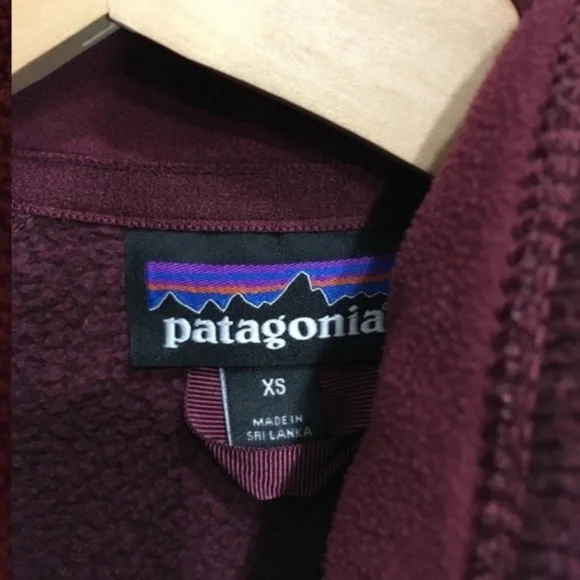 patagonia
XS
MADE IN
SRI LANKA